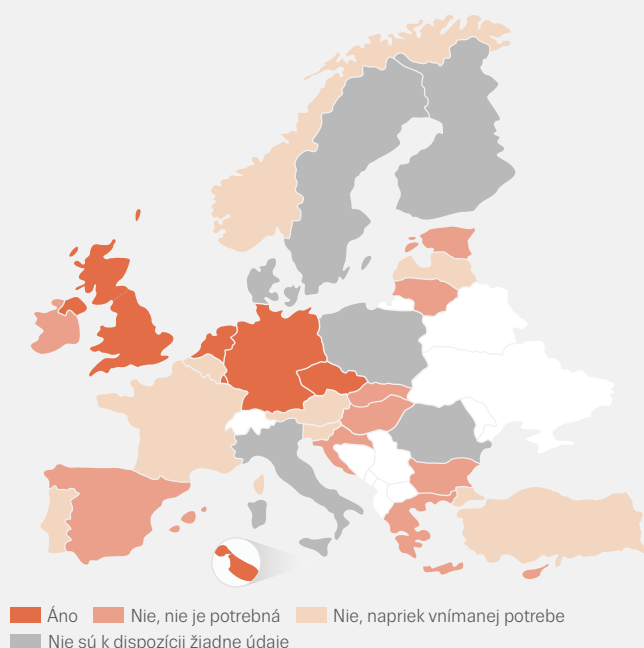 Áno Nie, nie je potrebná Nie, napriek vnímanej potrebe
Nie sú k dispozícii žiadne údaje